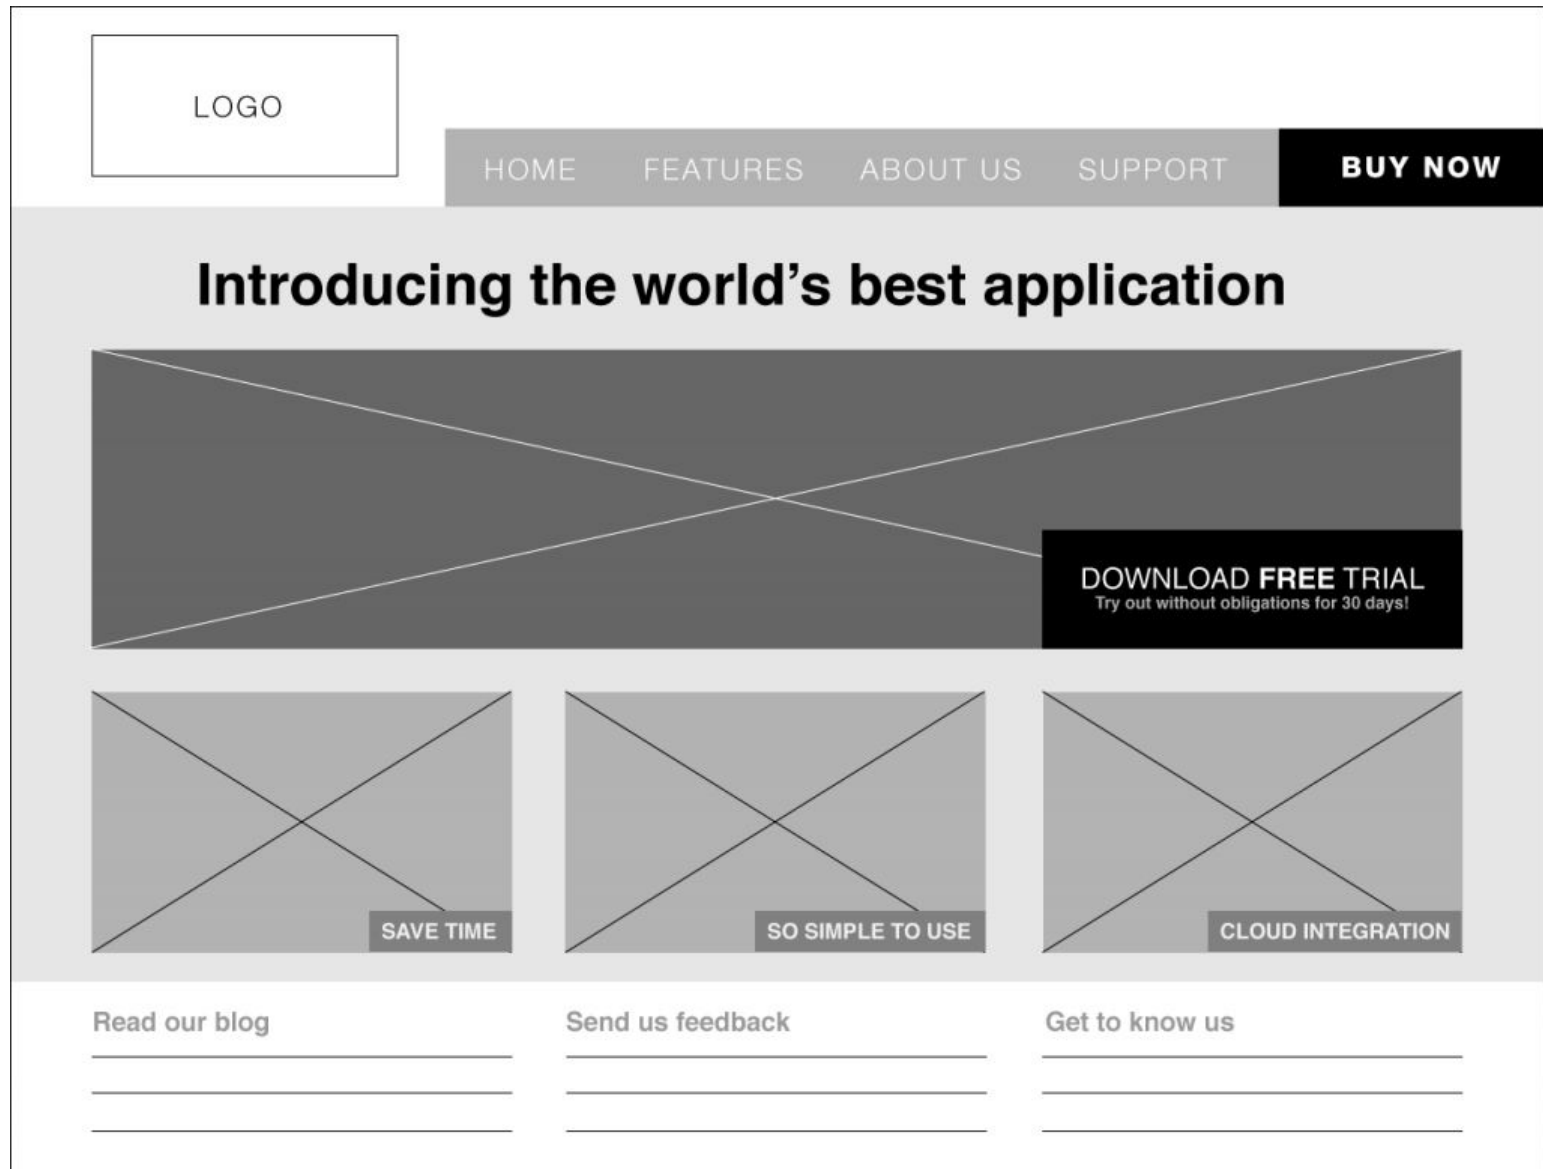 LOGO
HOME FEATURES ABOUT US SUPPORT BUY NOW
Introducing the world's best application
DOWNLOAD FREE TRIAL
Try out without obligations for 30 days!
SAVE TIME
SO SIMPLE TO USE
CLOUD INTEGRATION
Read our blog
Send us feedback
Get to know us